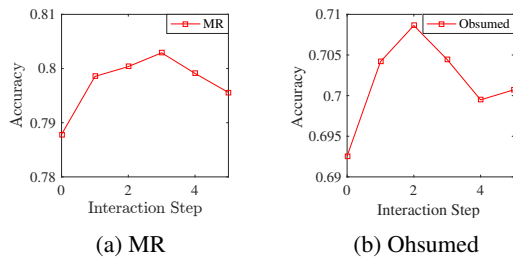 0.81
MR
0.8
0.79
0.78
Accuracy
0 2 4
Interaction Step
(a) MR
0.71
Obsumed
0.705
0.7
0.695
0.69
Accuracy
0 2 4
Interaction Step
(b) Ohsumed